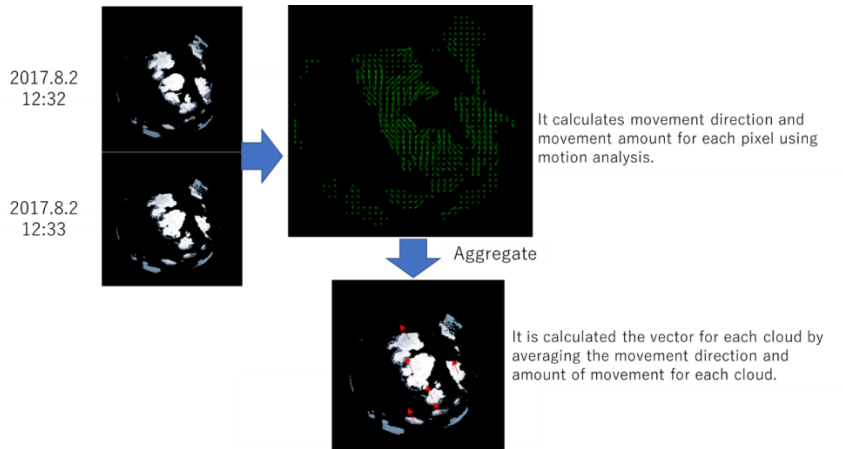 2017.8.2
12:32
2017.8.2
12:33
It calculates movement direction and
movement amount for each pixel using
motion analysis.
Aggregate
It is calculated the vector for each cloud by
averaging the movement direction and
amount of movement for each cloud.